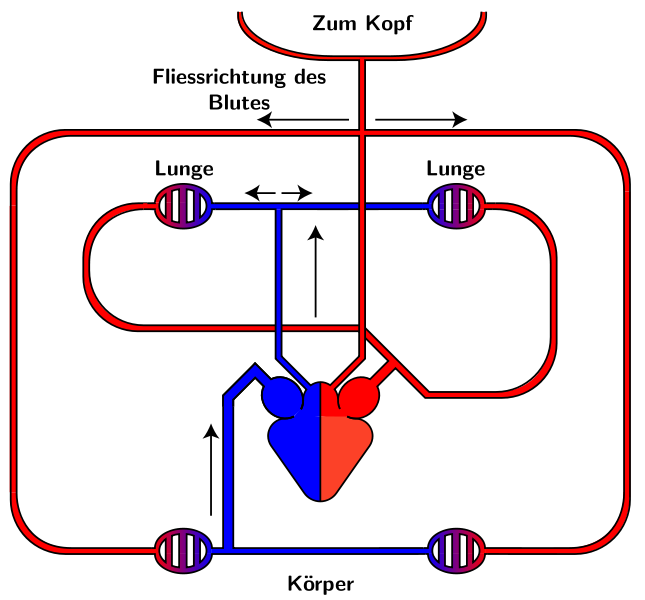 Zum Kopf
Fliessrichtung des
Blutes
Lunge
Lunge
Körper